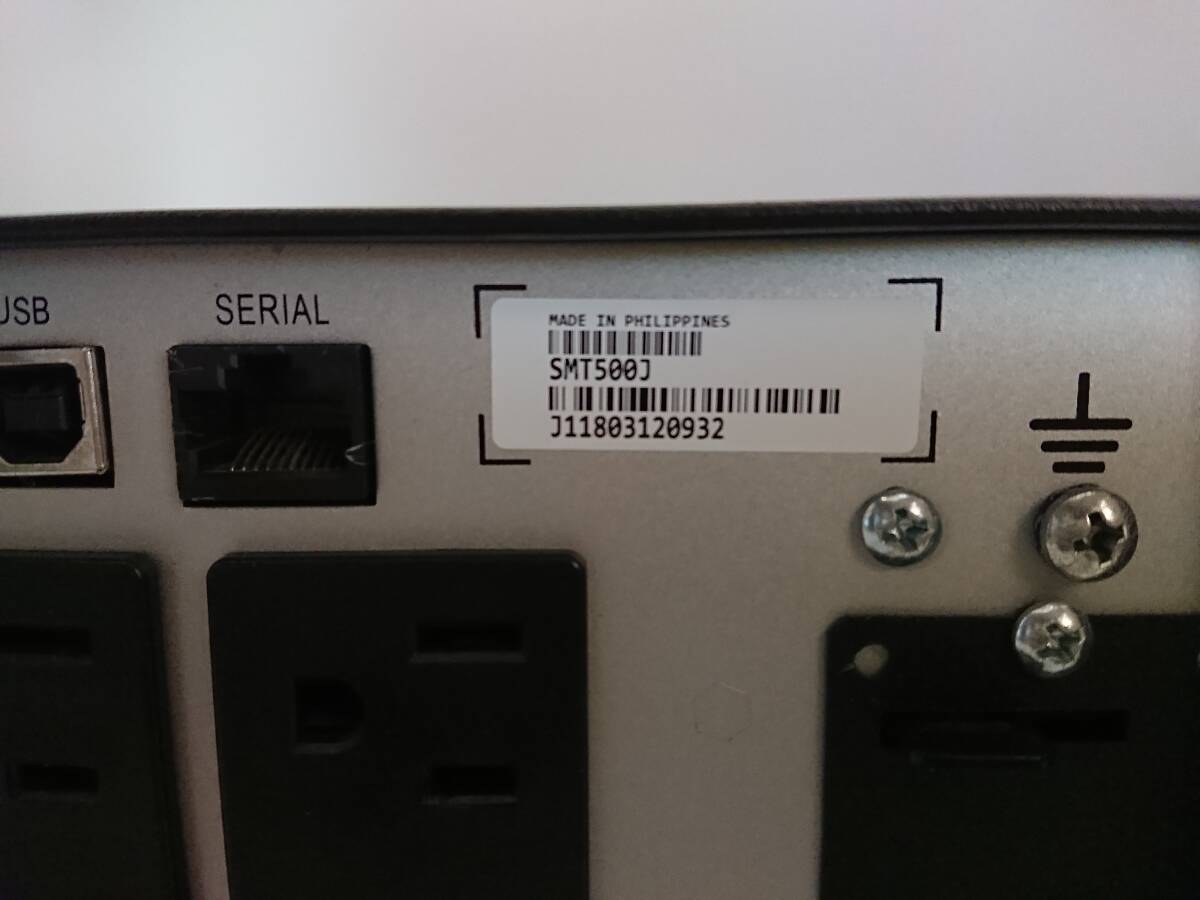 USB
SERIAL
MADE IN PHILIPPINES
SMT500J
J11803120932